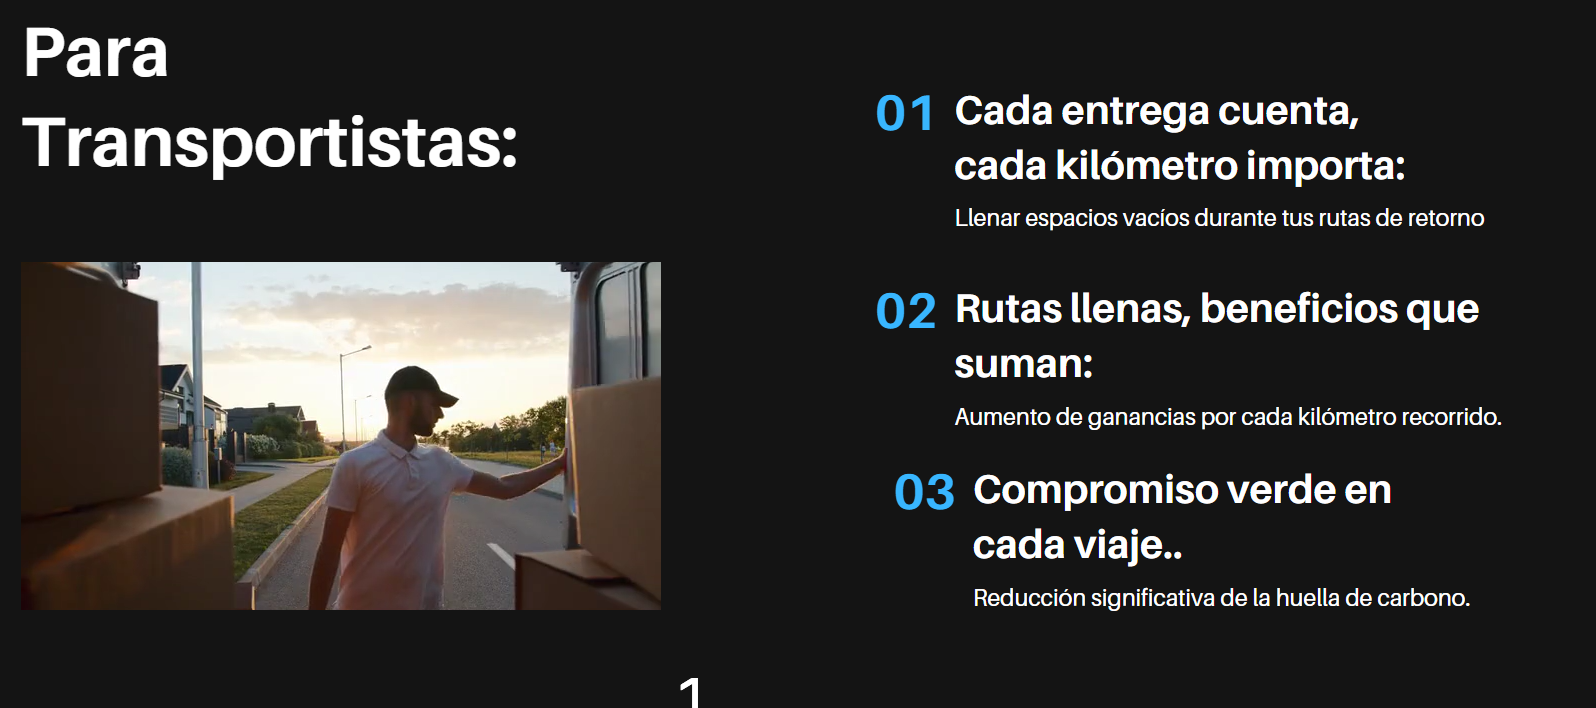 Para
Transportistas:
01 Cada entrega cuenta,
cada kilómetro importa:
Llenar espacios vacíos durante tus rutas de retorno
02 Rutas llenas, beneficios que
suman:
Aumento de ganancias por cada kilómetro recorrido.
03 Compromiso verde en
cada viaje..
Reducción significativa de la huella de carbono.
1